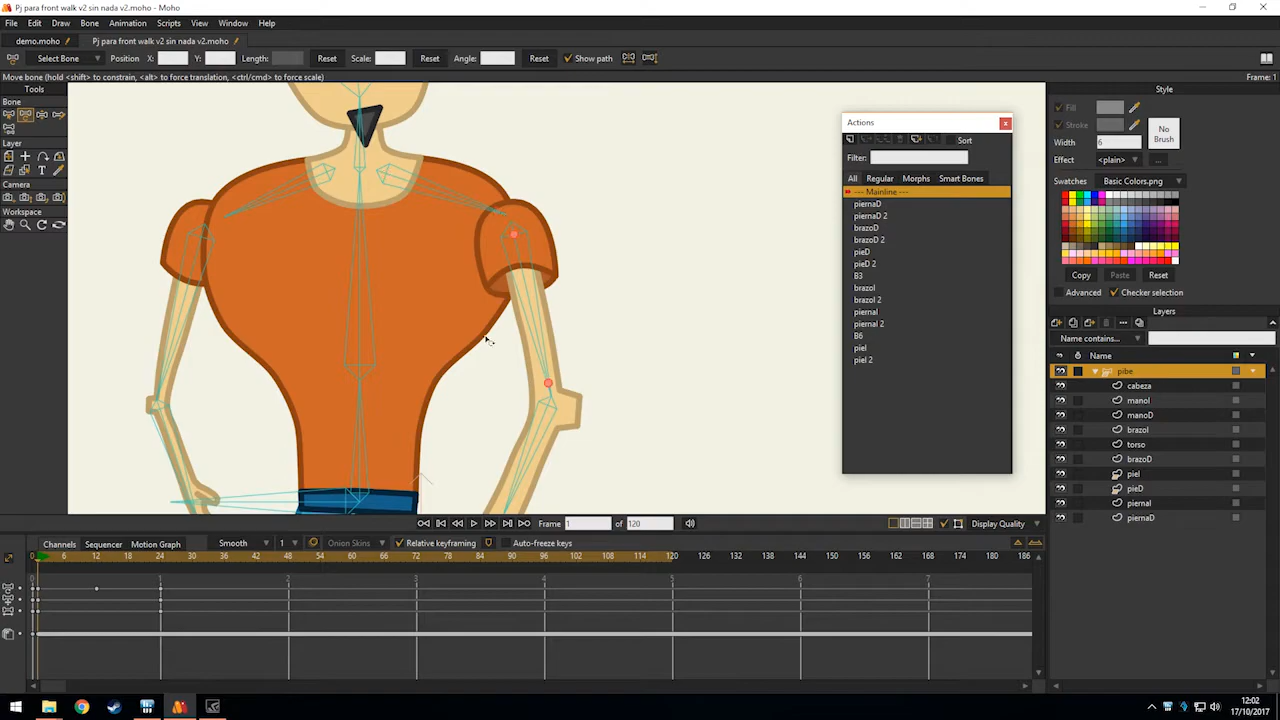 Pj para front walk v2 sin nada v2.moho - Moho
File Edit Draw Bone Animation Scripts View Window Help
demo.moho Pj para front walk v2 sin nada v2.moho
Select Bone Position X: Y: Length: Reset Scale: Reset Angle: Reset Show path
Move bone (hold <shift> to constrain, <alt> to force translation, <ctrl/cmd> to force scale) Frame: 1
Tools
Bone
Layer
Camera
Workspace
Actions
Sort
Filter:
All Regular Morphs Smart Bones
--- Mainline ---
piernaD
piernaD 2
brazoD
brazoD 2
pieD
pieD 2
B3
brazoI
brazoI 2
piernaI
piernaI 2
B6
pieI
pieI 2
Style
Fill
Stroke
No Brush
Width 6
Effect <plain> ...
Swatches Basic Colors.png
Copy Paste Reset
Advanced Checker selection
Layers
Name contains...
Name
pibe
cabeza
manoI
manoD
brazoI
torso
brazoD
pieI
pieD
piernaI
piernaD
Frame 1 of 120 Display Quality
Channels Sequencer Motion Graph Smooth 1 Onion Skins Relative keyframing Auto-freeze keys
0 6 12 18 24 30 36 42 48 54 60 66 72 78 84 90 96 102 108 114 120 126 132 138 144 150 156 162 168 174 180 186
0 1 2 3 4 5 6 7
12:02
17/10/2017